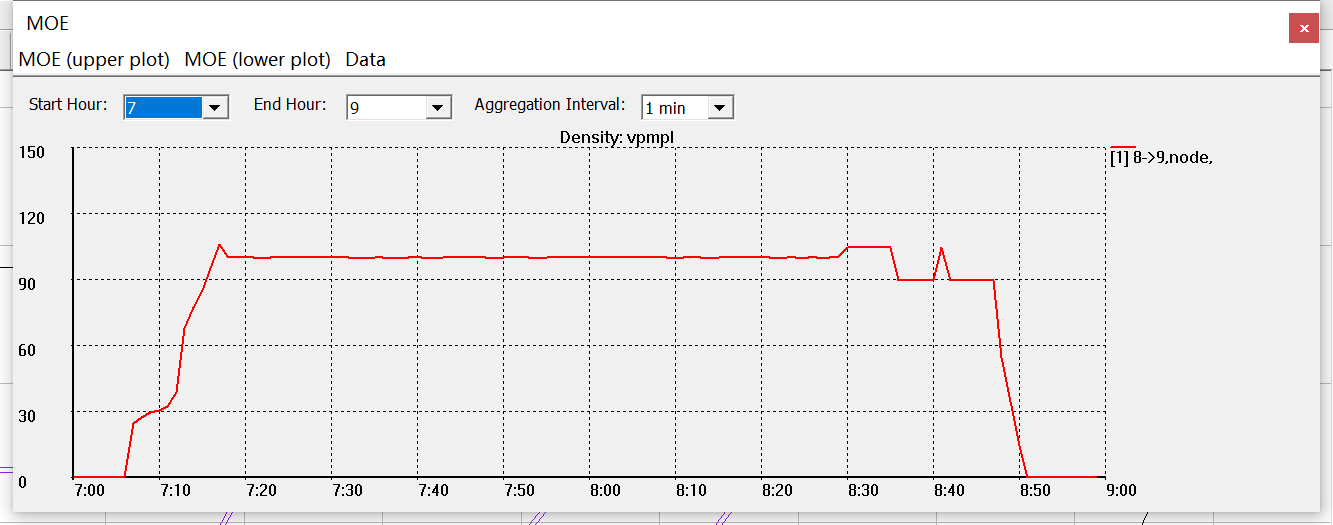 MOE
MOE (upper plot) MOE (lower plot) Data
Start Hour: 7 End Hour: 9 Aggregation Interval: 1 min
Density: vpmpl
150
[1] 8->9,node,
120
90
60
30
0
7:00 7:10 7:20 7:30 7:40 7:50 8:00 8:10 8:20 8:30 8:40 8:50 9:00